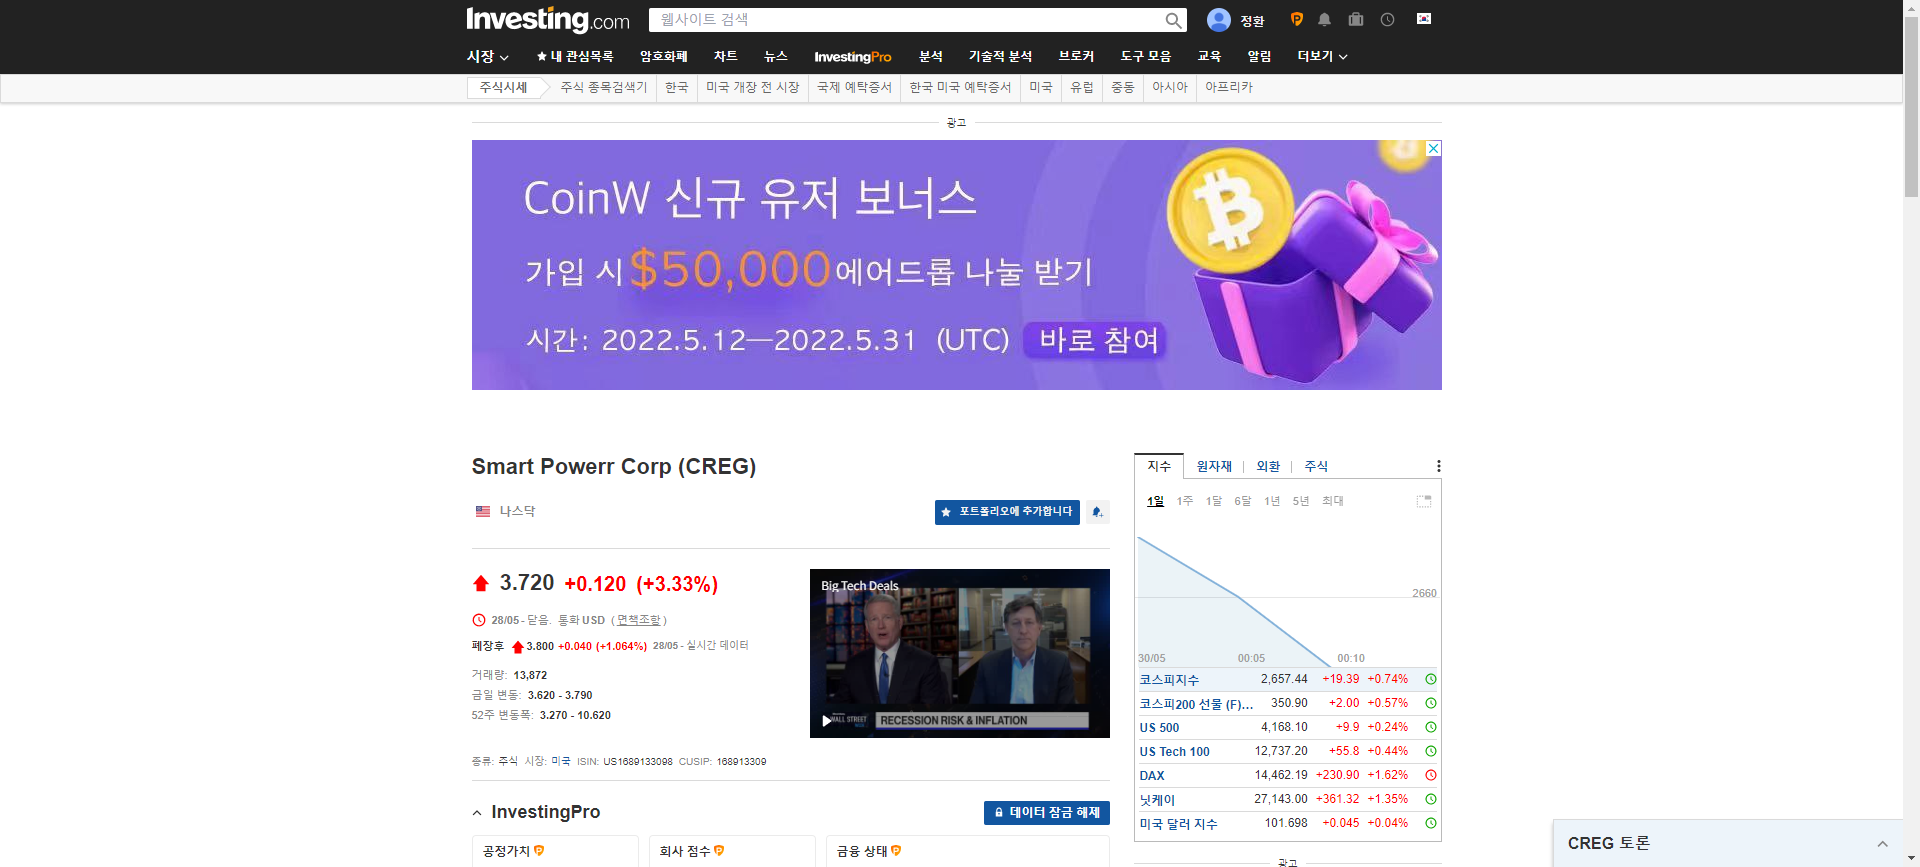 Investing.com
웹사이트 검색
정환
시장
내 관심목록
암호화폐
차트
뉴스
InvestingPro
분석
기술적 분석
브로커
도구 모음
교육
알림
더보기
주식시세
주식 종목검색기
한국
미국 개장 전 시장
국제 예탁증서
한국 미국 예탁증서
미국
유럽
중동
아시아
아프리카
광고
CoinW 신규 유저 보너스
가입 시 $50,000에어드롭 나눌 받기
시간: 2022.5.12—2022.5.31 (UTC) 바로 참여
Smart Powerr Corp (CREG)
나스닥
포트폴리오에 추가합니다
3.720 +0.120 (+3.33%)
28/05 - 닫음. 통화 USD ( 면책조항 )
폐장후 3.800 +0.040 (+1.064%) 28/05 - 실시간 데이터
거래량: 13,872
금일 변동: 3.620 - 3.790
52주 변동폭: 3.270 - 10.620
Big Tech Deals
WALL STREET
RECESSION RISK & INFLATION
종류: 주식 시장: 미국 ISIN: US1689133098 CUSIP: 168913309
InvestingPro
데이터 잠금 해제
공정가치
회사 점수
금융 상태
지수 원자재 외환 주식
1일 1주 1달 6달 1년 5년 최대
2660
30/05 00:05 00:10
코스피지수 2,657.44 +19.39 +0.74%
코스피200 선물 (F)... 350.90 +2.00 +0.57%
US 500 4,168.10 +9.9 +0.24%
US Tech 100 12,737.20 +55.8 +0.44%
DAX 14,462.19 +230.90 +1.62%
닛케이 27,143.00 +361.32 +1.35%
미국 달러 지수 101.698 +0.045 +0.04%
광고
CREG 토론